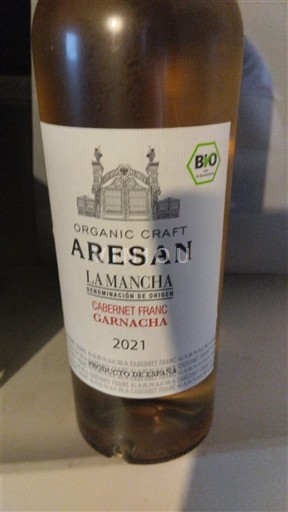 BIO
ORGANIC CRAFT
ARESAN
LA MANCHA
DENOMINACIÓN DE ORIGEN
CABERNET FRANC
GARNACHA
2021
PRODUCTO DE ESPAÑA